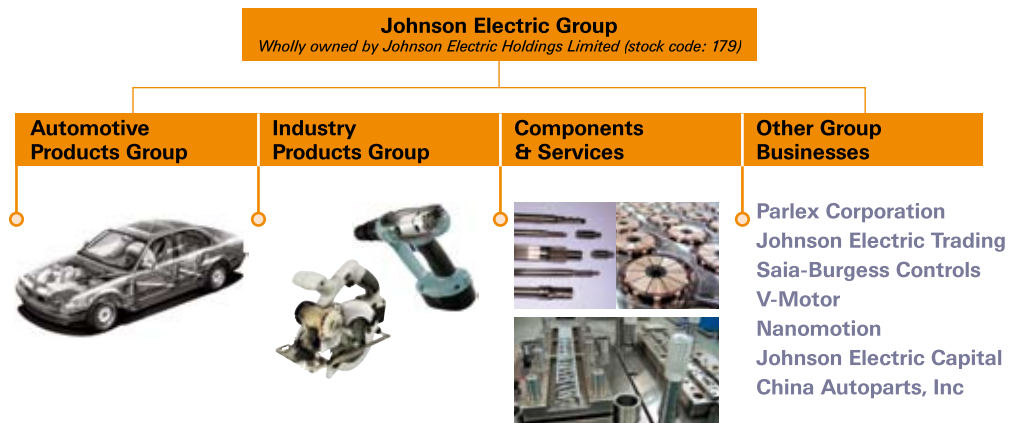 Johnson Electric Group
Wholly owned by Johnson Electric Holdings Limited (stock code: 179)
Automotive
Products Group
Industry
Products Group
Components
& Services
Other Group
Businesses
Parlex Corporation
Johnson Electric Trading
Saia-Burgess Controls
V-Motor
Nanomotion
Johnson Electric Capital
China Autoparts, Inc